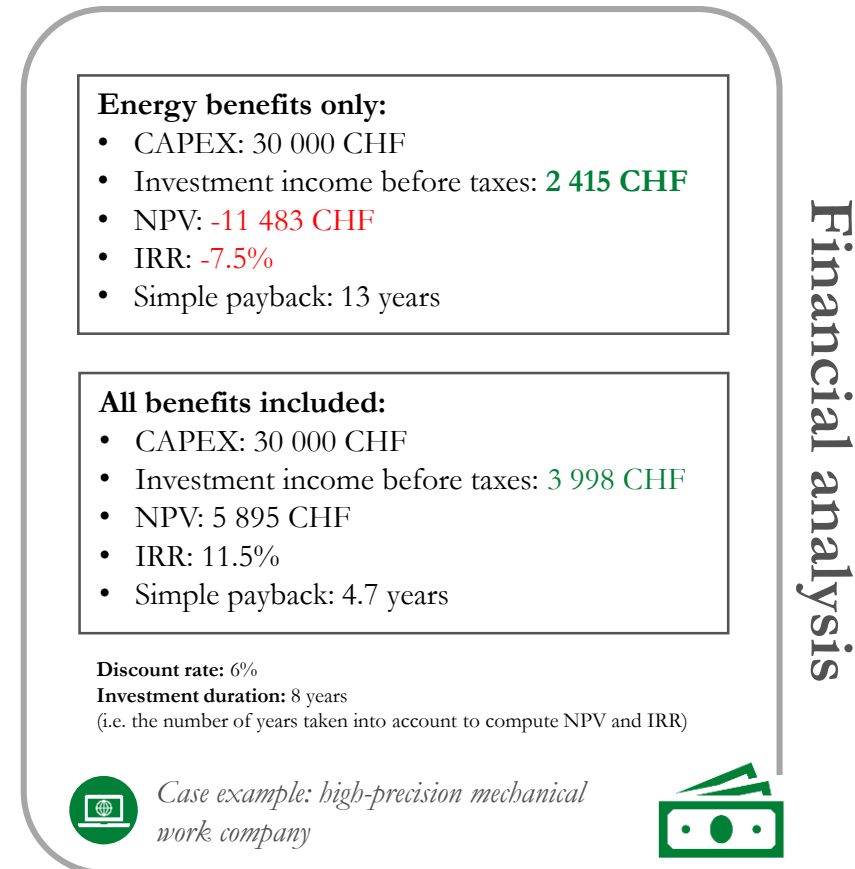 Energy benefits only:
• CAPEX: 30 000 CHF
• Investment income before taxes: 2 415 CHF
• NPV: -11 483 CHF
• IRR: -7.5%
• Simple payback: 13 years
All benefits included:
• CAPEX: 30 000 CHF
• Investment income before taxes: 3 998 CHF
• NPV: 5 895 CHF
• IRR: 11.5%
• Simple payback: 4.7 years
Discount rate: 6%
Investment duration: 8 years
(i.e. the number of years taken into account to compute NPV and IRR)
Case example: high-precision mechanical
work company
Financial analysis